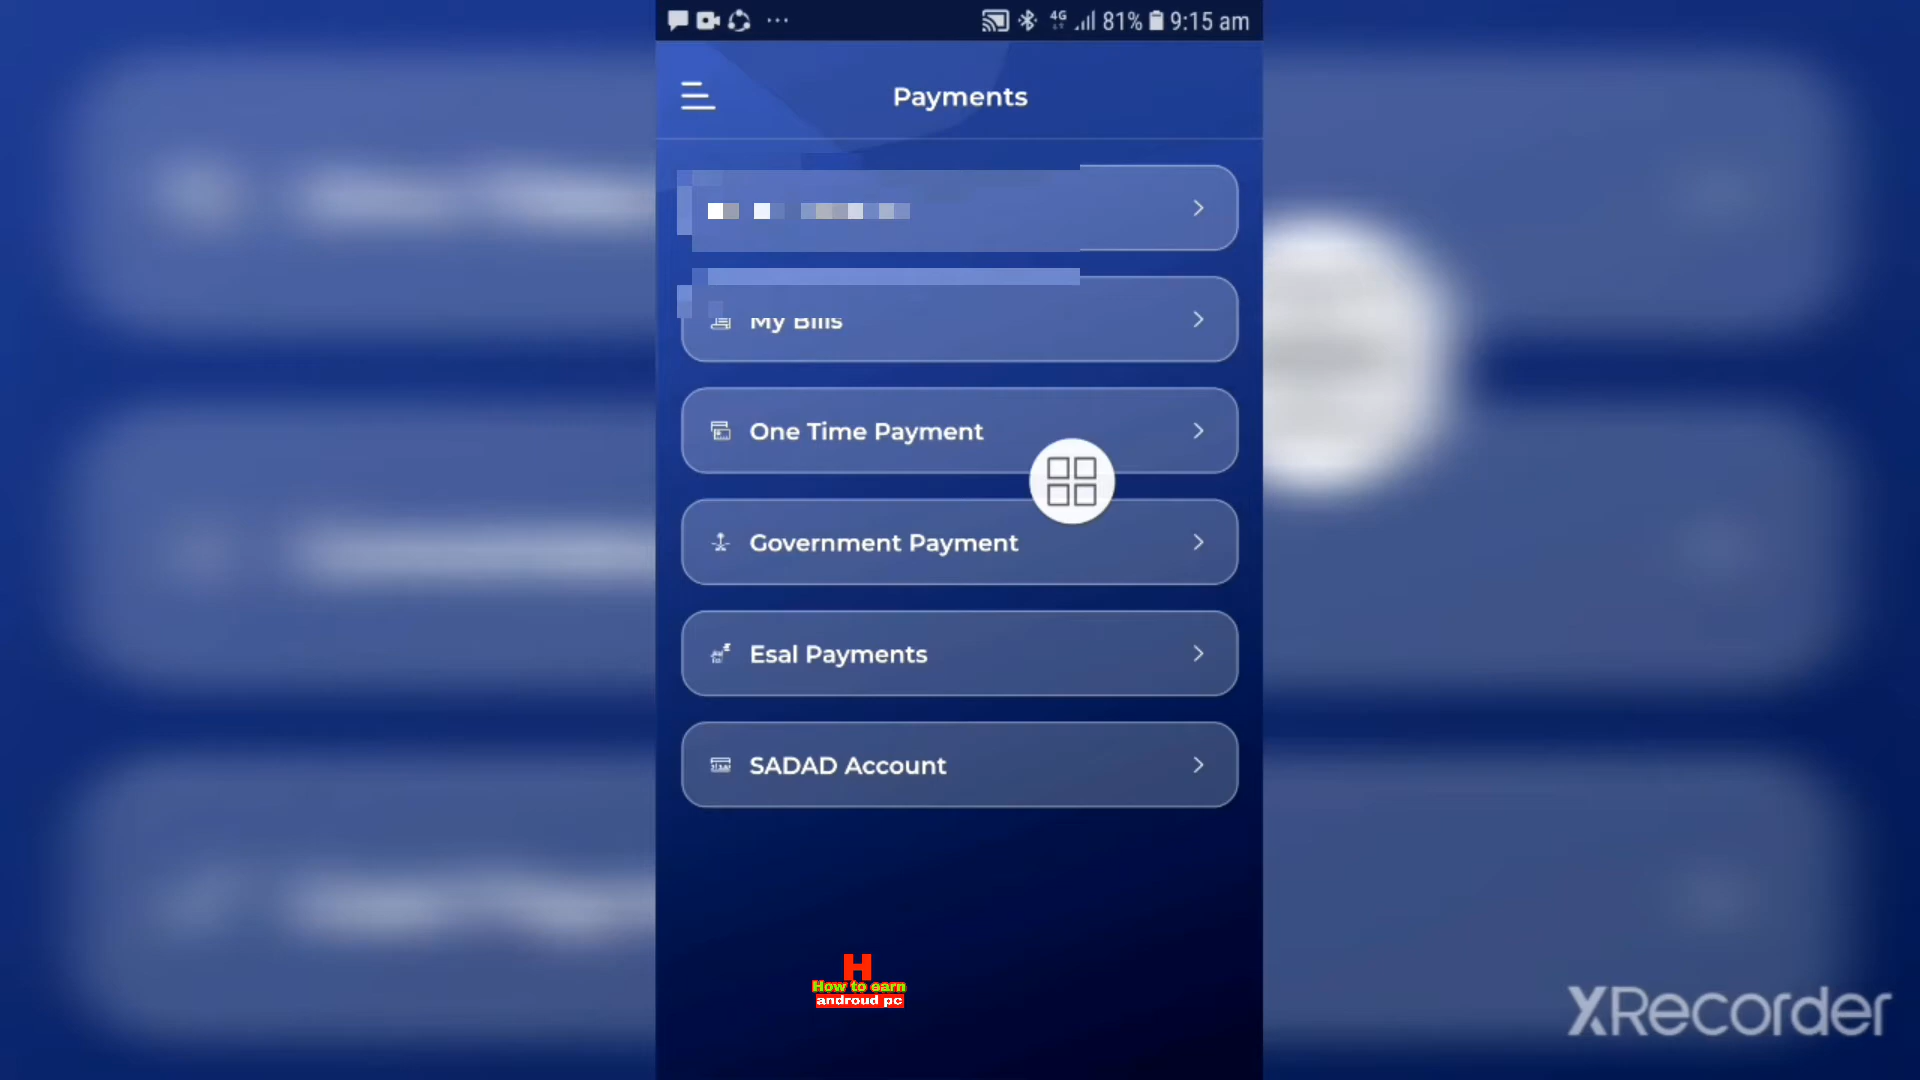 4G 81% 9:15 am
Payments
My Bills
One Time Payment
Government Payment
Esal Payments
SADAD Account
H
How to earn
androud pc
XRecorder